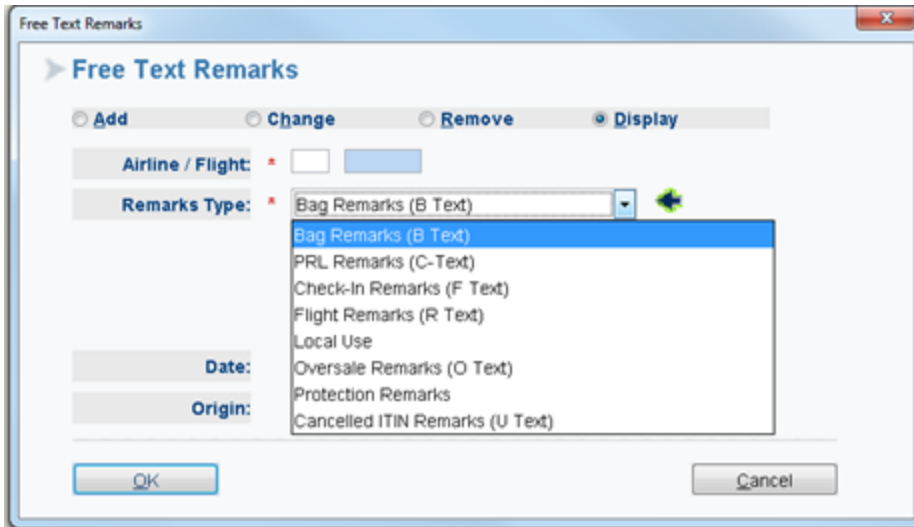 Free Text Remarks
Free Text Remarks
Add Change Remove Display
Airline / Flight: *
Remarks Type: * Bag Remarks (B Text)
Bag Remarks (B Text)
PRL Remarks (C-Text)
Check-In Remarks (F Text)
Flight Remarks (R Text)
Local Use
Oversale Remarks (O Text)
Protection Remarks
Cancelled ITIN Remarks (U Text)
Date:
Origin:
OK Cancel